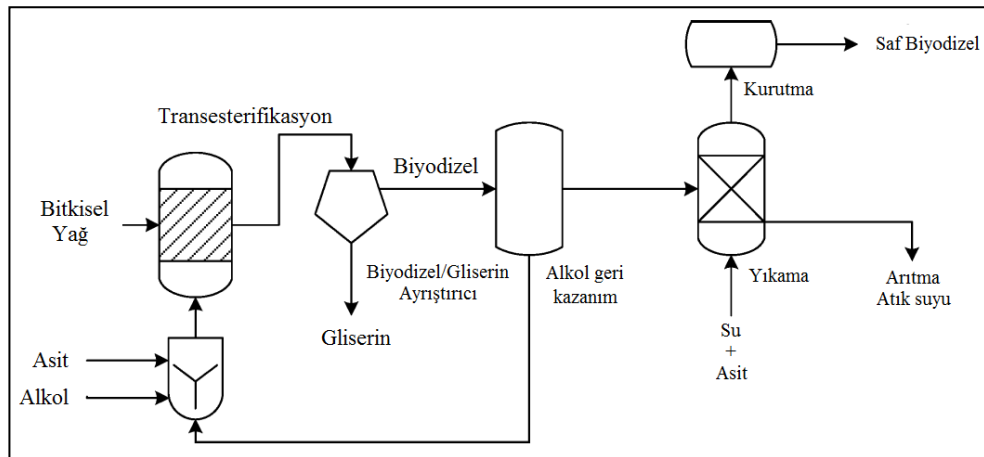 Saf Biyodizel
Kurutma
Transesterifikasyon
Biyodizel
Bitkisel
Yağ
Biyodizel/Gliserin
Ayrıştırıcı
Alkol geri
kazanım
Yıkama
Arıtma
Atık suyu
Gliserin
Su
+
Asit
Asit
Alkol